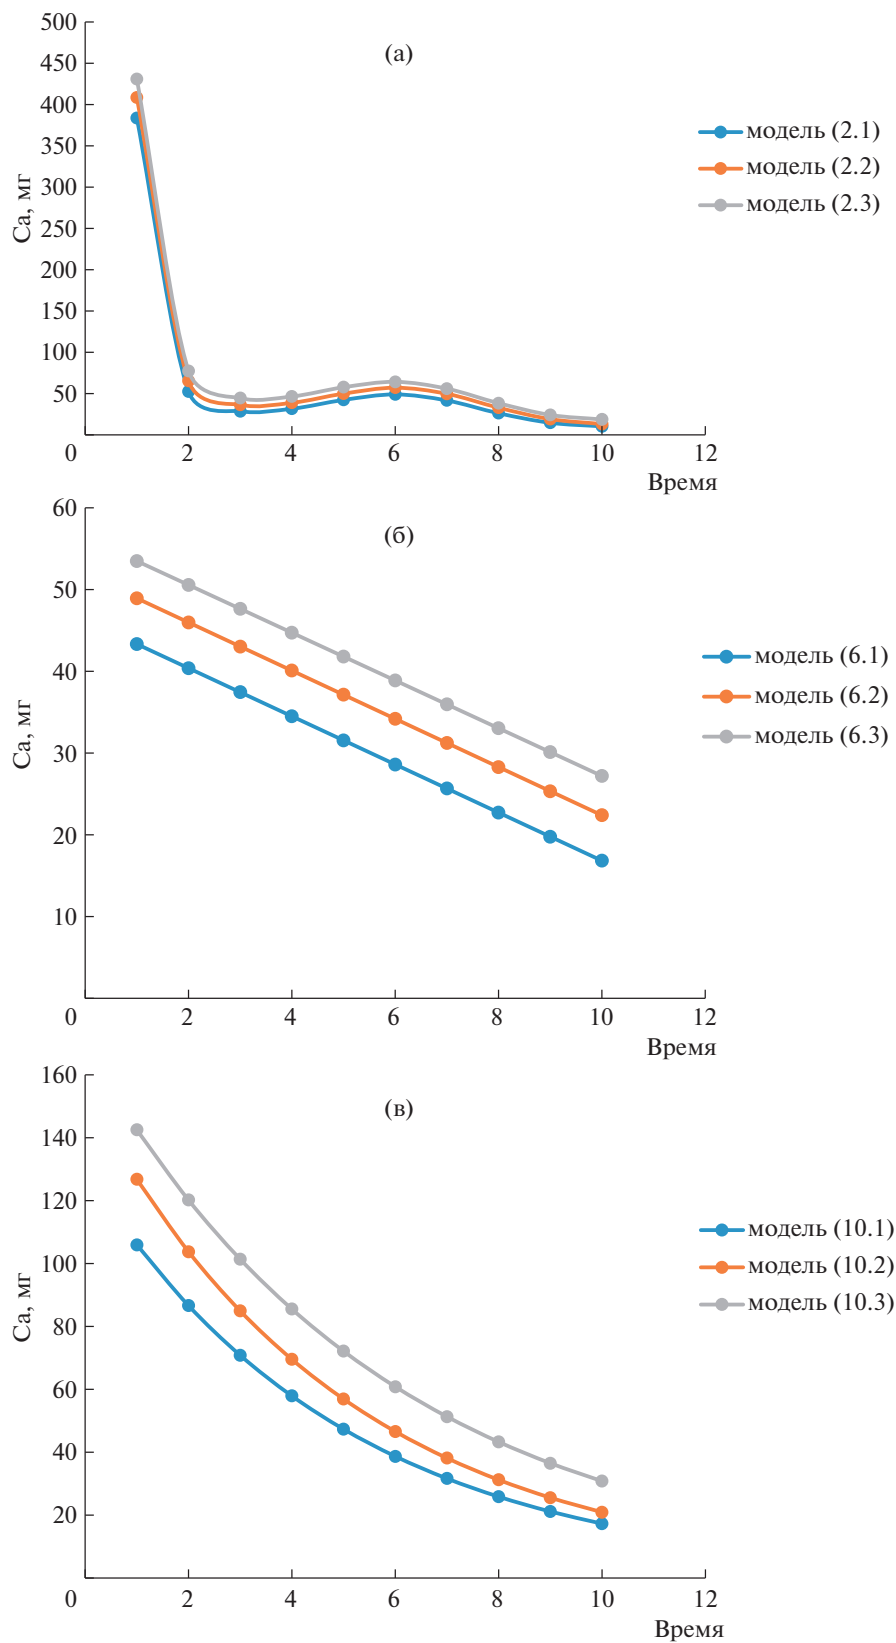 500
(а)
450
400
350
300
250
200
150
100
50
0
2
4
6
8
10
12
Са, мг
Время
модель (2.1)
модель (2.2)
модель (2.3)
60
(б)
50
40
30
20
10
0
2
4
6
8
10
12
Са, мг
Время
модель (6.1)
модель (6.2)
модель (6.3)
160
(в)
140
120
100
80
60
40
20
0
2
4
6
8
10
12
Са, мг
Время
модель (10.1)
модель (10.2)
модель (10.3)